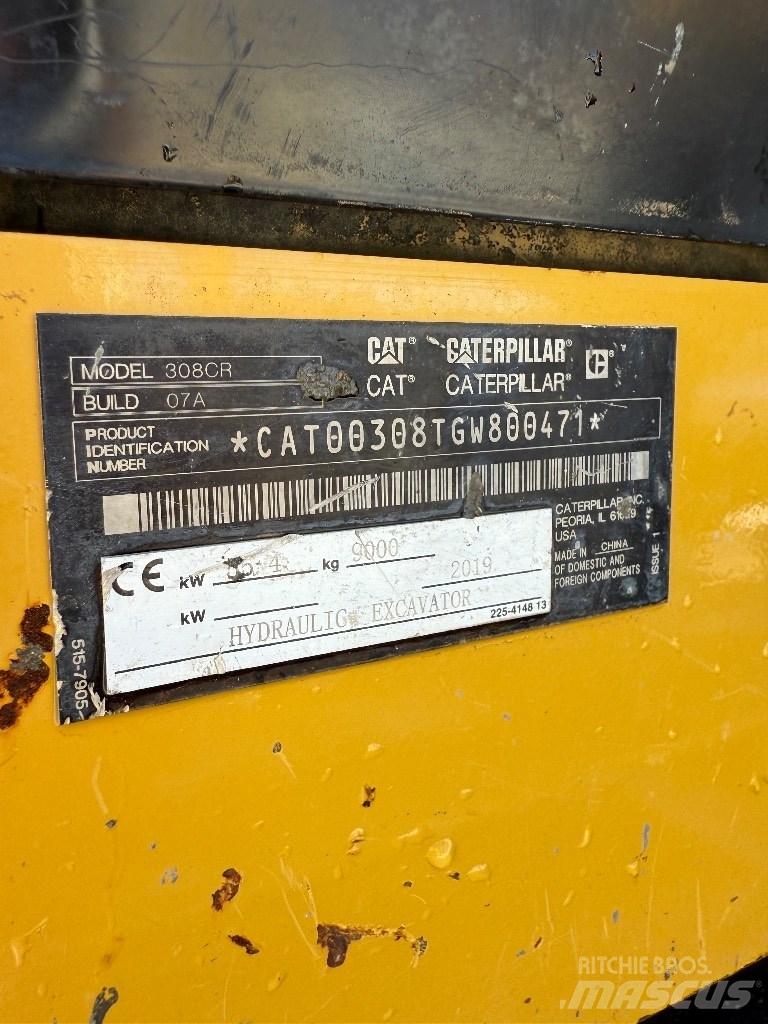 MODEL 308CR
BUILD 07A
CAT® CATERPILLAR®
CAT® CATERPILLAR®
PRODUCT
IDENTIFICATION
NUMBER
*CAT00308TGW800471*
CATERPILLAR INC.
PEORIA, IL
USA
MADE IN CHINA
OF DOMESTIC AND
FOREIGN COMPONENTS
ISSUE 1
CE kW kg 9000
2019
kW
HYDRAULIC EXCAVATOR
225-4148 13
515-7905
RITCHIE BROS.
MASCUS